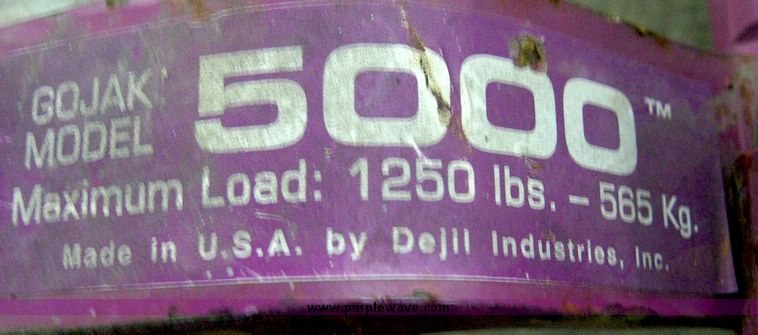 GOJAK
MODEL 5000™
Maximum Load: 1250 lbs. – 565 Kg.
Made in U.S.A. by Dejil Industries, Inc.
www.purplewave.com